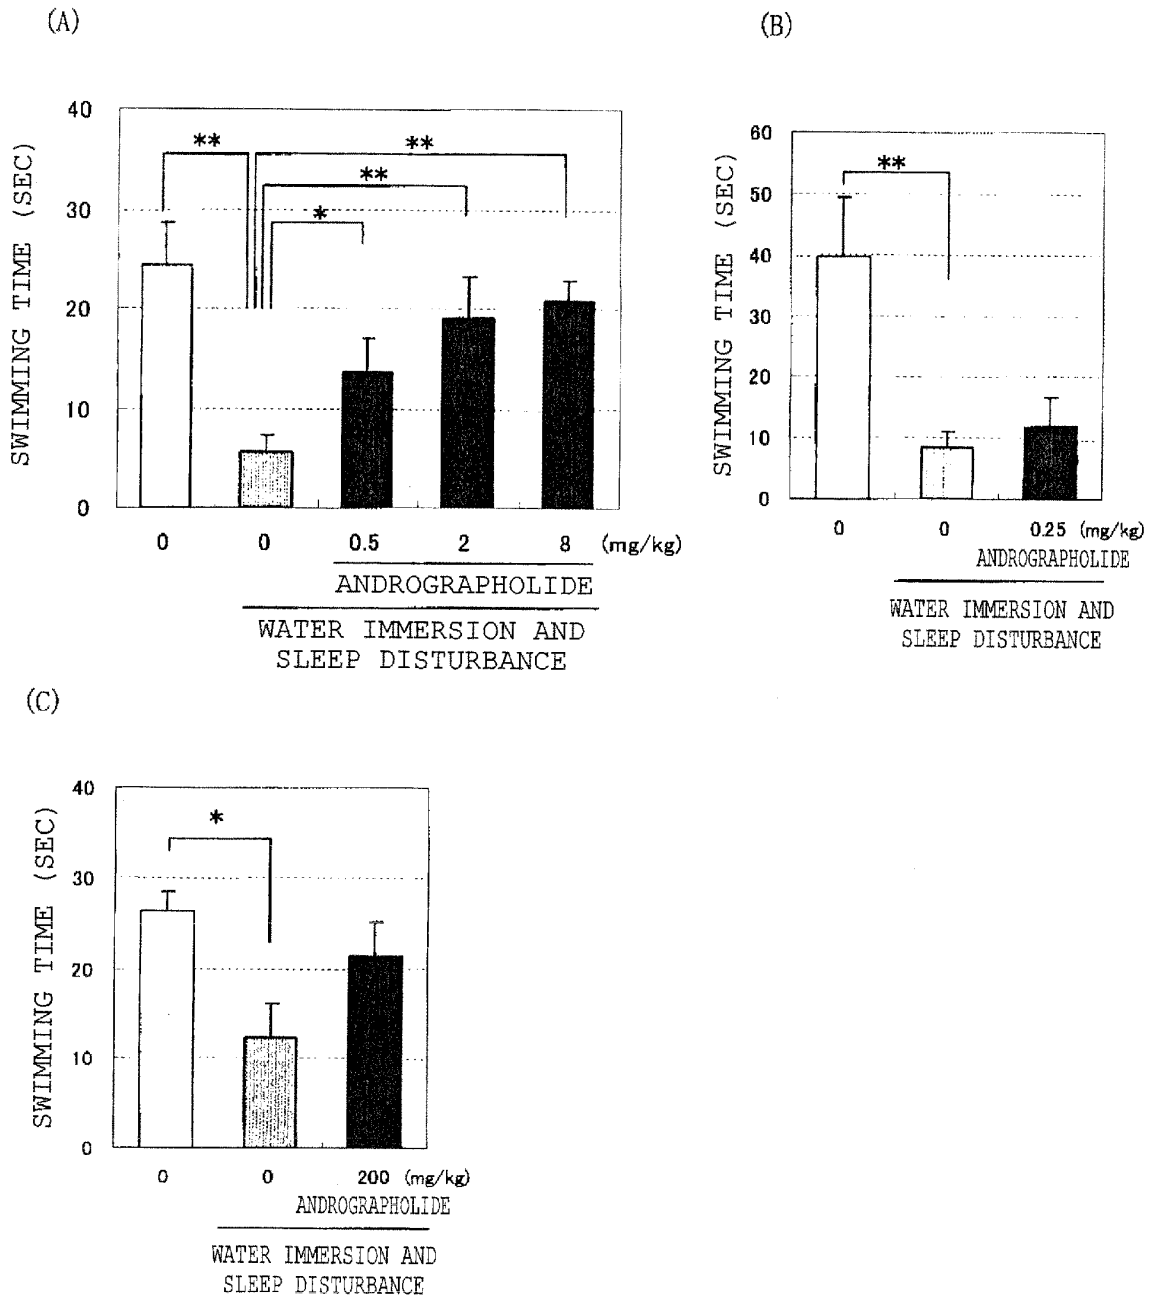 (A)
SWIMMING TIME (SEC)
40
30
20
10
0
**
**
**
*
0 0 0.5 2 8 (mg/kg)
ANDROGRAPHOLIDE
WATER IMMERSION AND
SLEEP DISTURBANCE
(B)
SWIMMING TIME (SEC)
60
50
40
30
20
10
0
**
0 0 0.25 (mg/kg)
ANDROGRAPHOLIDE
WATER IMMERSION AND
SLEEP DISTURBANCE
(C)
SWIMMING TIME (SEC)
40
30
20
10
0
*
0 0 200 (mg/kg)
ANDROGRAPHOLIDE
WATER IMMERSION AND
SLEEP DISTURBANCE